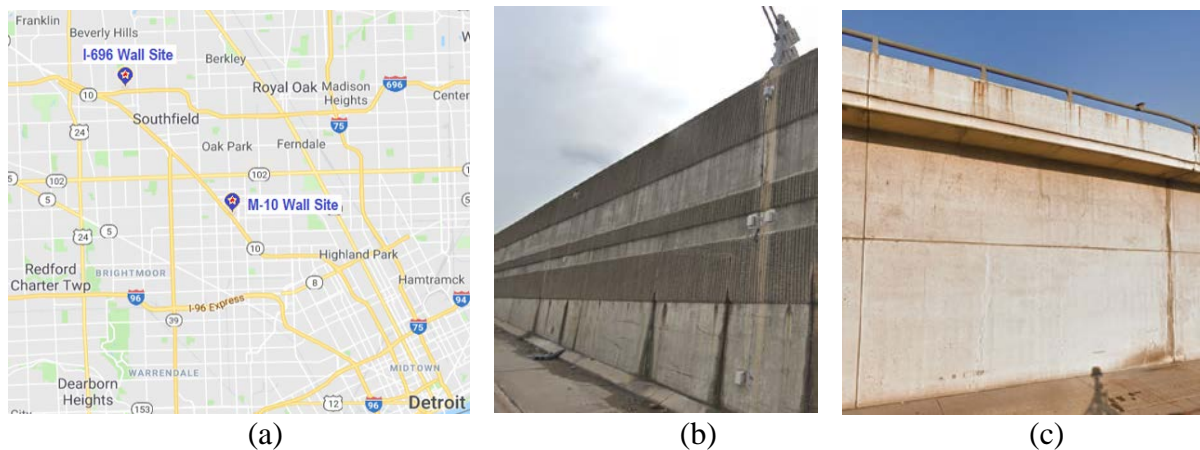 Franklin
Beverly Hills
W
I-696 Wall Site
Berkley
10
Royal Oak
Madison
Heights
696
Center
Southfield
75
24
Oak Park
Ferndale
5
102
102
102
5
M-10 Wall Site
24
5
10
Highland Park
Redford
Charter Twp
BRIGHTMOOR
8
Hamtramck
96
I-96 Express
94
39
75
WARRENDALE
MIDTOWN
Dearborn
Heights
153
12
96
Detroit
City
(a)
(b)
(c)